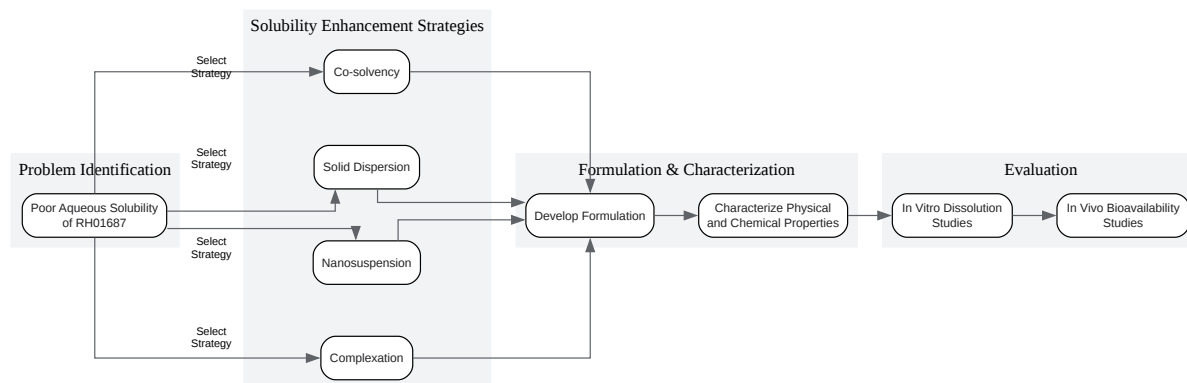 Solubility Enhancement Strategies
Select
Strategy
Co-solvency
Select
Strategy
Solid Dispersion
Problem Identification
Poor Aqueous Solubility
of RH01687
Select
Strategy
Nanosuspension
Select
Strategy
Complexation
Formulation & Characterization
Develop Formulation
Characterize Physical
and Chemical Properties
Evaluation
In Vitro Dissolution
Studies
In Vivo Bioavailability
Studies